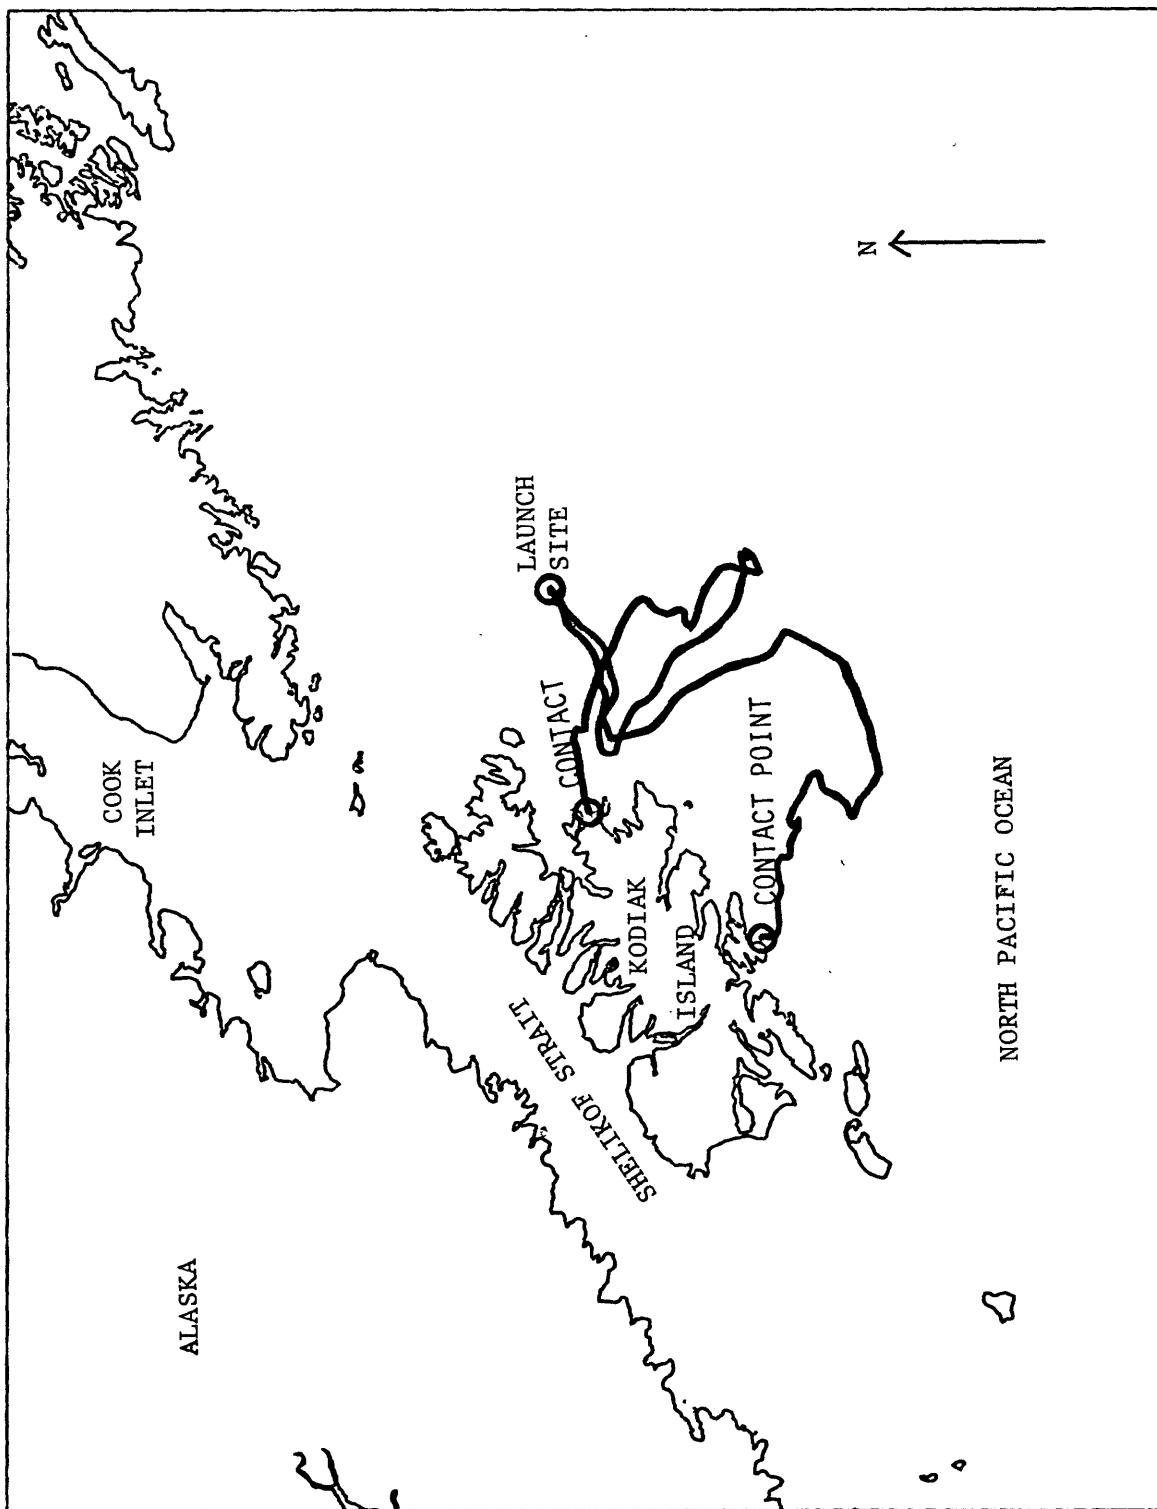 COOK
INLET
ALASKA
LAUNCH
SITE
N
CONTACT
KODIAK
ISLAND
SHELIKOF STRAIT
CONTACT POINT
NORTH PACIFIC OCEAN